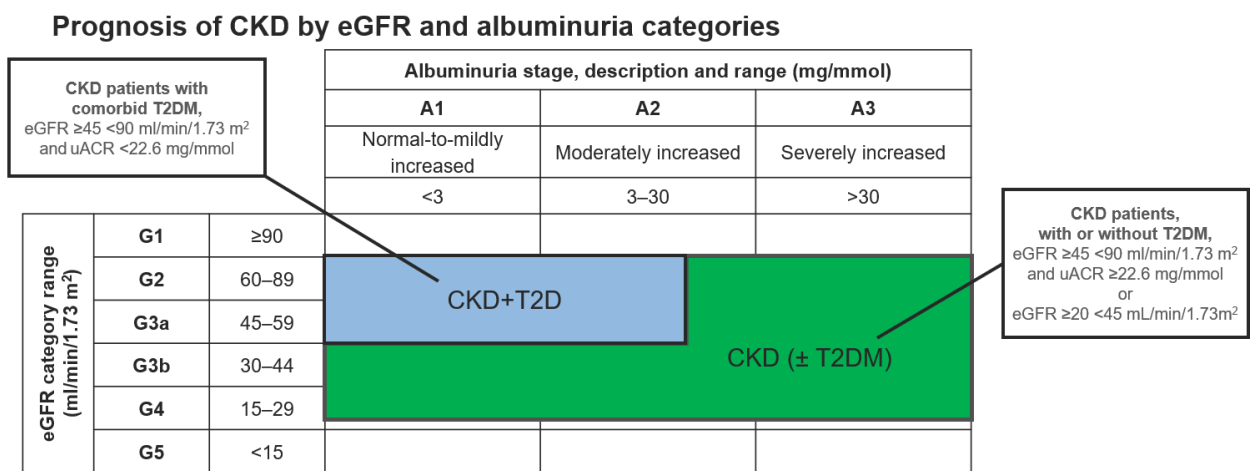 Prognosis of CKD by eGFR and albuminuria categories
CKD patients with
comorbid T2DM,
eGFR ≥45 <90 ml/min/1.73 m²
and uACR <22.6 mg/mmol
Albuminuria stage, description and range (mg/mmol)
A1
A2
A3
Normal-to-mildly
increased
Moderately increased
Severely increased
<3
3–30
>30
CKD patients,
with or without T2DM,
eGFR ≥45 <90 ml/min/1.73 m²
and uACR ≥22.6 mg/mmol
or
eGFR ≥20 <45 mL/min/1.73m²
eGFR category range
(ml/min/1.73 m²)
G1
≥90
G2
60–89
G3a
45–59
G3b
30–44
G4
15–29
G5
<15
CKD+T2D
CKD (± T2DM)